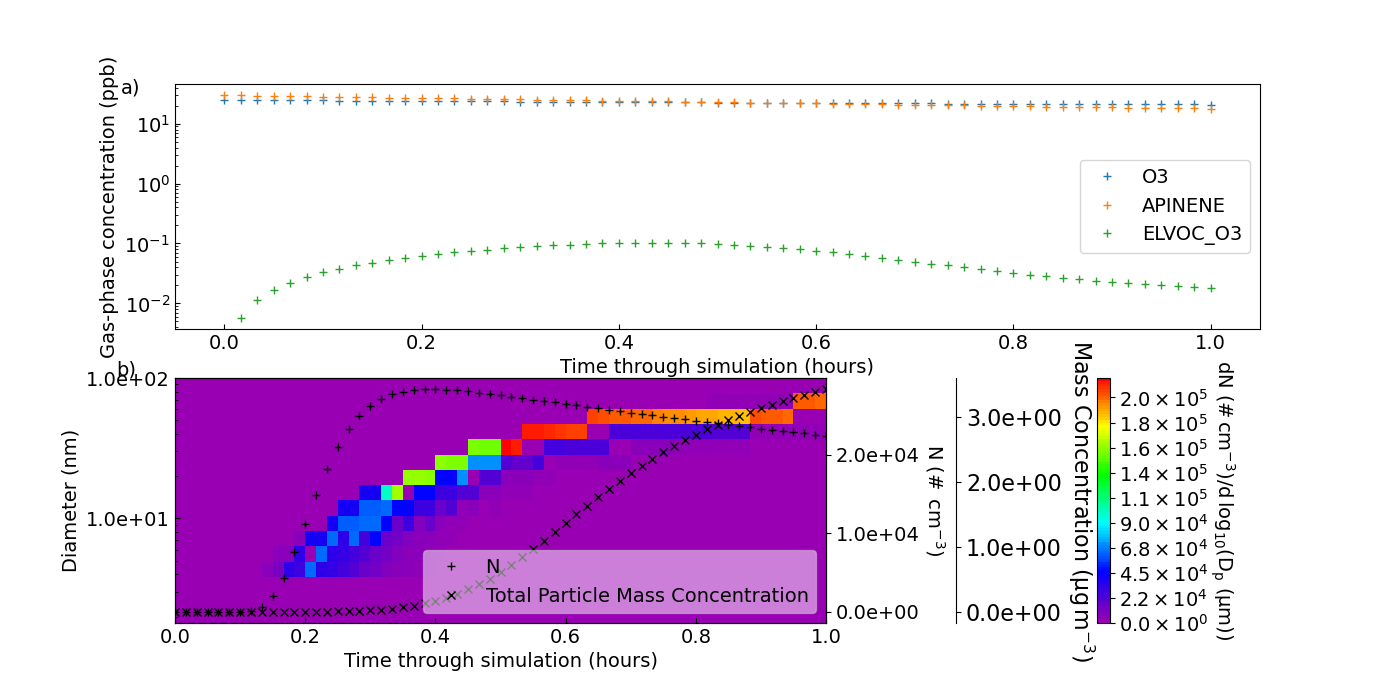 a)
Gas-phase concentration (ppb)
10¹
10⁰
10⁻¹
10⁻²
O3
APINENE
ELVOC_O3
0.0 0.2 0.4 0.6 0.8 1.0
Time through simulation (hours)
b)
Diameter (nm)
1.0e+02
1.0e+01
N
Total Particle Mass Concentration
0.0 0.2 0.4 0.6 0.8 1.0
Time through simulation (hours)
2.0e+04
1.0e+04
0.0e+00
N (# cm⁻³)
3.0e+00
2.0e+00
1.0e+00
0.0e+00
Mass Concentration (µg m⁻³)
2.0 × 10⁵
1.8 × 10⁵
1.6 × 10⁵
1.4 × 10⁵
1.1 × 10⁵
9.0 × 10⁴
6.8 × 10⁴
4.5 × 10⁴
2.2 × 10⁴
0.0 × 10⁰
dN (# cm⁻³)/d log₁₀(Dₚ (µm))